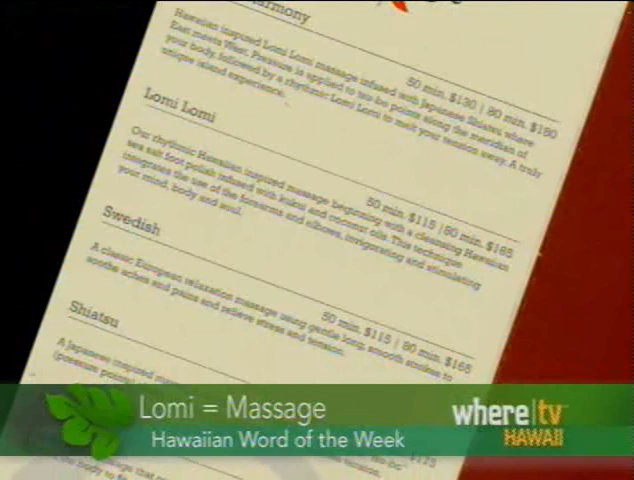 Harmony
50 min. $130 | 80 min. $180
Hawaiian inspired Lomi Lomi massage infused with Japanese Shiatsu where
East meets West. Pressure is applied to tsu-bo points along the meridian of
your body, followed by a rhythmic Lomi Lomi to melt your tension away. A truly
unique island experience.
Lomi Lomi
50 min. $115 | 80 min. $165
Our rhythmic Hawaiian inspired massage beginning with a cleansing Hawaiian
sea salt foot polish infused with kukui and coconut oils. This technique
integrates the use of the forearms and elbows, invigorating and stimulating
your mind, body and soul.
Swedish
50 min. $115 | 80 min. $165
A classic European relaxation massage using gentle long, smooth strokes to
soothe aches and pains and relieve stress and tension.
Shiatsu
A Japanese inspired
(pressure points)
Lomi = Massage
Hawaiian Word of the Week
where|tv
HAWAII